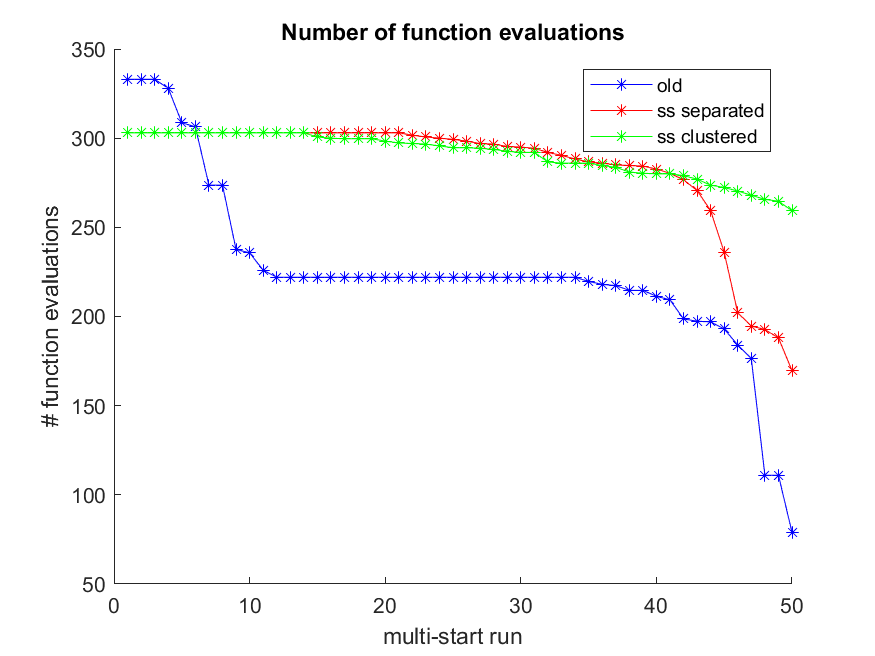 Number of function evaluations
350
300
250
200
150
100
50
# function evaluations
old
ss separated
ss clustered
0
10
20
30
40
50
multi-start run